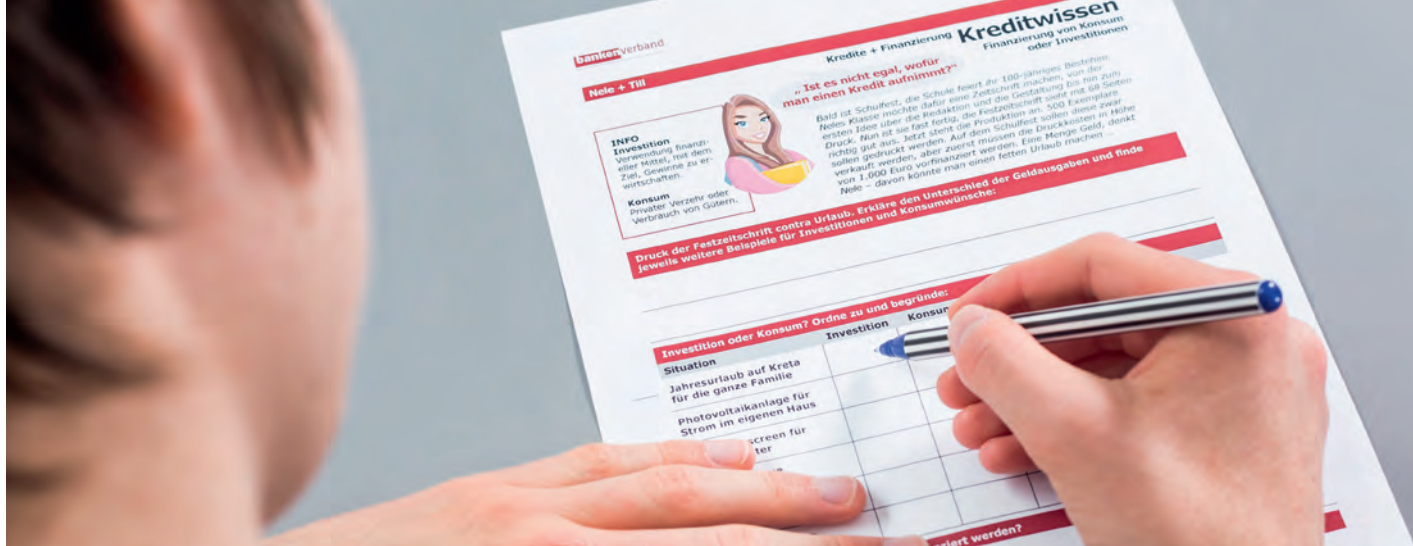 bankenverband
Kredite + Finanzierung Kreditwissen
Finanzierung von Konsum
oder Investitionen
Nele + Till
„Ist es nicht egal, wofür
man einen Kredit aufnimmt?“
INFO
Investition
Verwendung finanzi-
eller Mittel, mit dem
Ziel, Gewinne zu er-
wirtschaften.
Konsum
Privater Verzehr oder
Verbrauch von Gütern.
Bald ist Schulfest, die Schule feiert ihr 100-jähriges Bestehen.
Neles Klasse möchte dafür eine Zeitschrift machen, von der
ersten Idee über die Redaktion und die Gestaltung bis hin zum
Druck. Nun ist sie fast fertig, die Festzeitschrift sieht mit 68 Seiten
richtig gut aus. Jetzt steht die Produktion an. 500 Exemplare
sollen gedruckt werden. Auf dem Schulfest sollen diese zwar
verkauft werden, aber zuerst müssen die Druckkosten in Höhe
von 1.000 Euro vorfinanziert werden. Eine Menge Geld, denkt
Nele – davon könnte man einen fetten Urlaub machen ...
Druck der Festzeitschrift contra Urlaub. Erkläre den Unterschied der Geldausgaben und finde
jeweils weitere Beispiele für Investitionen und Konsumwünsche:
Investition oder Konsum? Ordne zu und begründe:
Situation Investition Konsu
Jahresurlaub auf Kreta
für die ganze Familie
Photovoltaikanlage für
Strom im eigenen Haus
screen für
ter
siert werden?